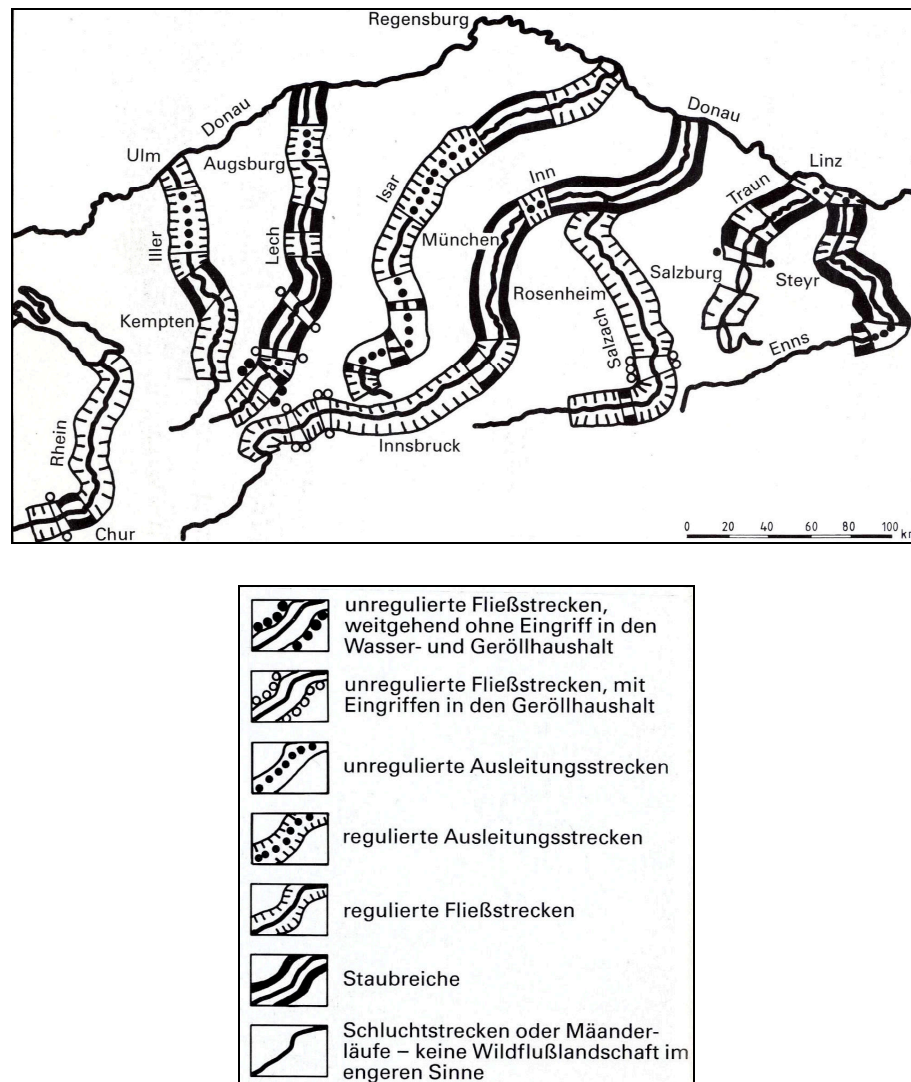 Regensburg
Donau
Donau
Ulm
Augsburg
Linz
Inn
Traun
Isar
Iller
Lech
München
Salzburg
Steyr
Rosenheim
Kempten
Salzach
Enns
Rhein
Innsbruck
Chur
0 20 40 60 80 100 km
unregulierte Fließstrecken,
weitgehend ohne Eingriff in den
Wasser- und Geröllhaushalt
unregulierte Fließstrecken, mit
Eingriffen in den Geröllhaushalt
unregulierte Ausleitungsstrecken
regulierte Ausleitungsstrecken
regulierte Fließstrecken
Staubreiche
Schluchtstrecken oder Mäander-
läufe – keine Wildflußlandschaft im
engeren Sinne